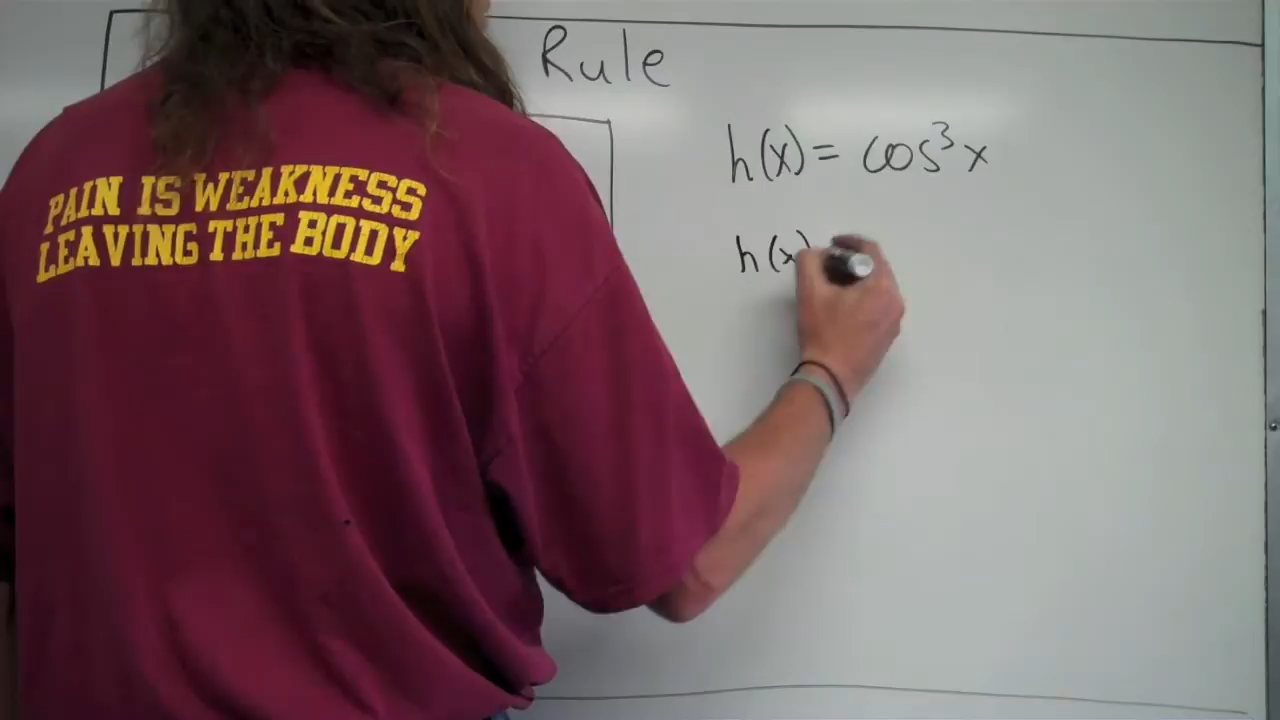 Rule
PAIN IS WEAKNESS
LEAVING THE BODY
h(x) = cos³x
h(x)